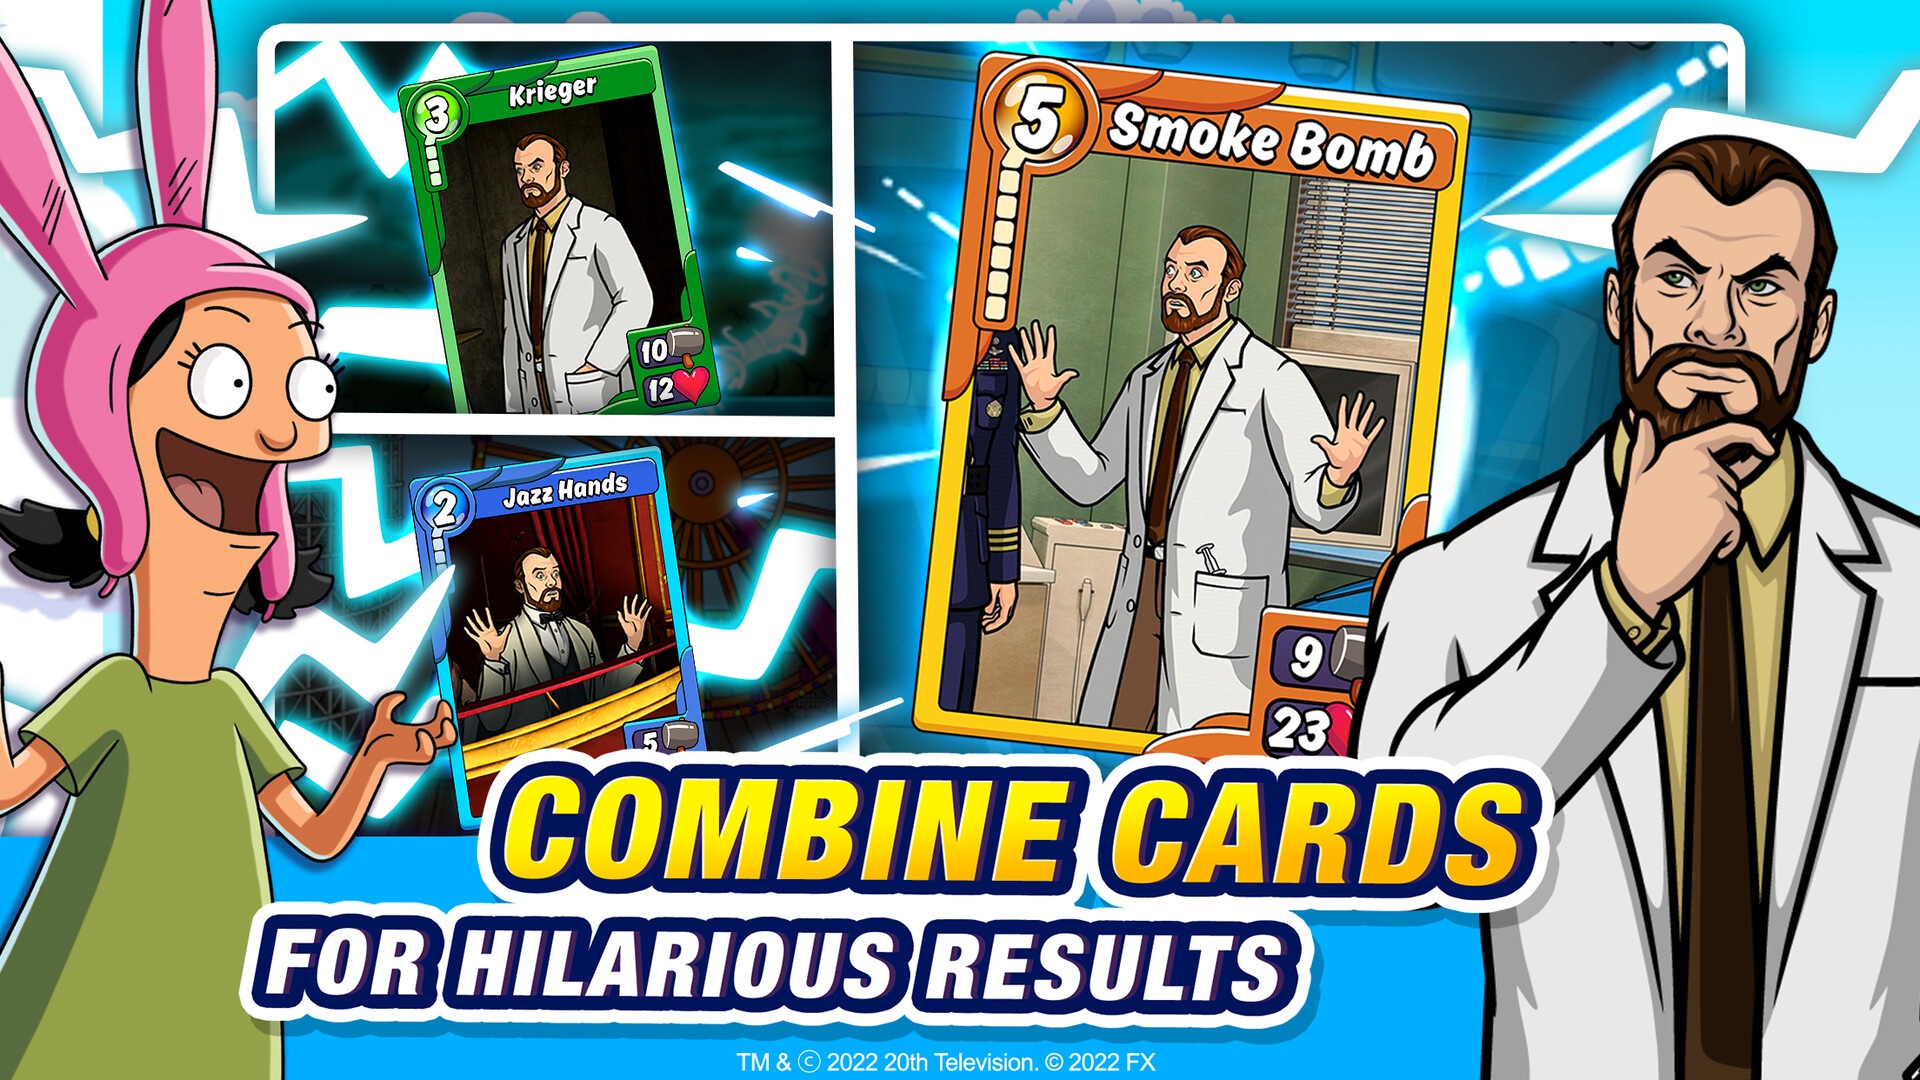 3
Krieger
10
12
2
Jazz Hands
5
5
Smoke Bomb
9
23
COMBINE CARDS
FOR HILARIOUS RESULTS
TM & ⓒ 2022 20th Television. © 2022 FX